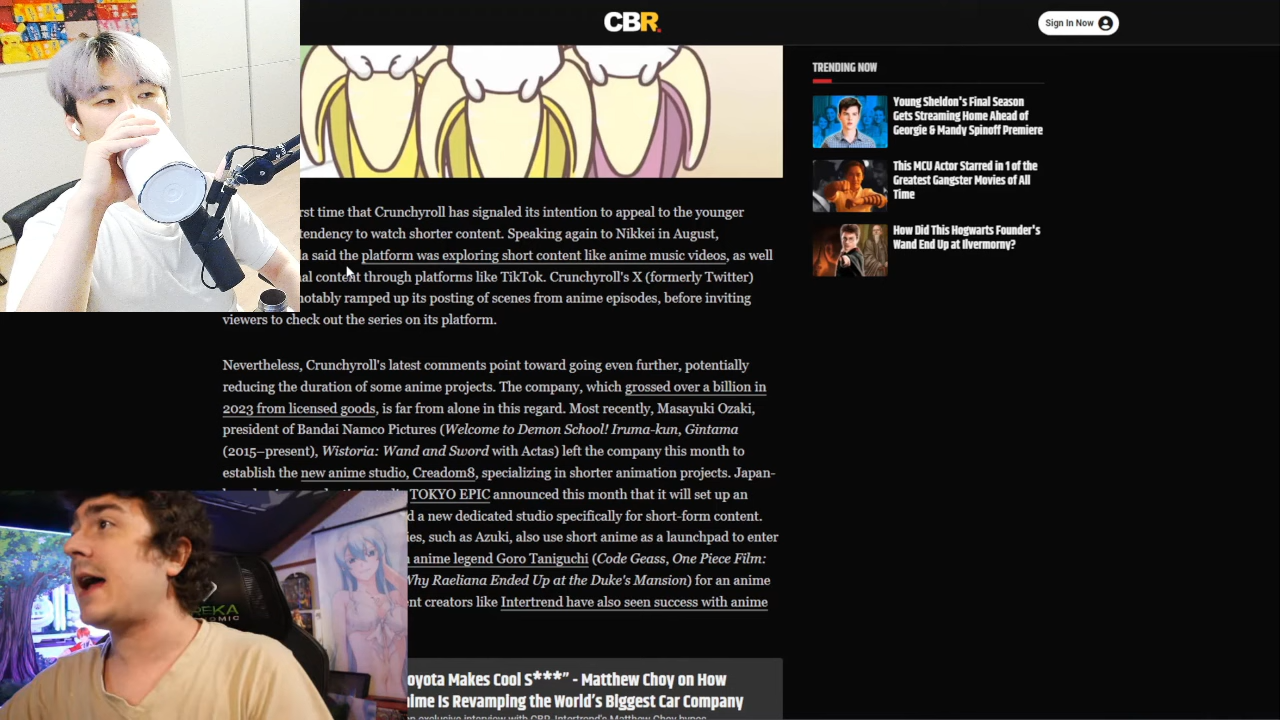 CBR.
Sign In Now
rst time that Crunchyroll has signaled its intention to appeal to the younger
tendency to watch shorter content. Speaking again to Nikkei in August,
a said the platform was exploring short content like anime music videos, as well
al content through platforms like TikTok. Crunchyroll's X (formerly Twitter)
notably ramped up its posting of scenes from anime episodes, before inviting
viewers to check out the series on its platform.
Nevertheless, Crunchyroll's latest comments point toward going even further, potentially
reducing the duration of some anime projects. The company, which grossed over a billion in
2023 from licensed goods, is far from alone in this regard. Most recently, Masayuki Ozaki,
president of Bandai Namco Pictures (Welcome to Demon School! Iruma-kun, Gintama
(2015–present), Wistoria: Wand and Sword with Actas) left the company this month to
establish the new anime studio, Creadom8, specializing in shorter animation projects. Japan-
TOKYO EPIC announced this month that it will set up an
d a new dedicated studio specifically for short-form content.
ies, such as Azuki, also use short anime as a launchpad to enter
n anime legend Goro Taniguchi (Code Geass, One Piece Film:
Why Raeliana Ended Up at the Duke's Mansion) for an anime
ent creators like Intertrend have also seen success with anime
oyota Makes Cool S***” - Matthew Choy on How
ime Is Revamping the World’s Biggest Car Company
an exclusive interview with CBR, Intertrend's Matthew Choy
TRENDING NOW
Young Sheldon's Final Season
Gets Streaming Home Ahead of
Georgie & Mandy Spinoff Premiere
This MCU Actor Starred in 1 of the
Greatest Gangster Movies of All
Time
How Did This Hogwarts Founder's
Wand End Up at Ilvermorny?